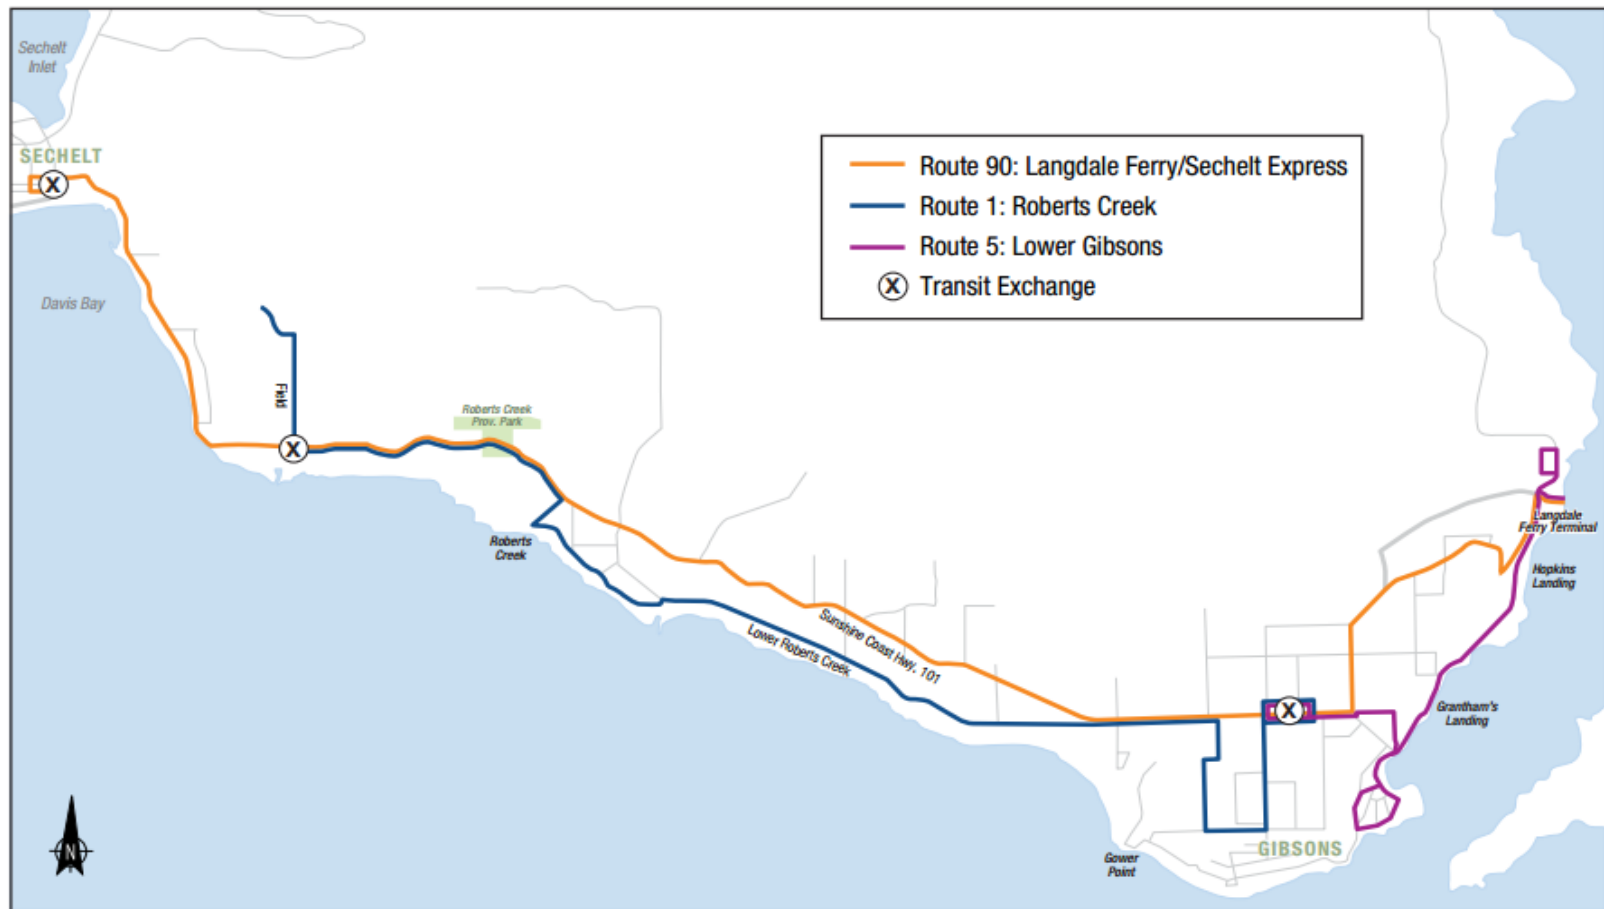 Sechelt
Inlet
SECHELT
X
Davis Bay
Route 90: Langdale Ferry/Sechelt Express
Route 1: Roberts Creek
Route 5: Lower Gibsons
X Transit Exchange
Field
X
Roberts Creek
Prov. Park
Roberts
Creek
Lower Roberts Creek
Sunshine Coast Hwy. 101
Langdale
Ferry Terminal
Hopkins
Landing
Grantham's
Landing
X
GIBSONS
Gower
Point
N